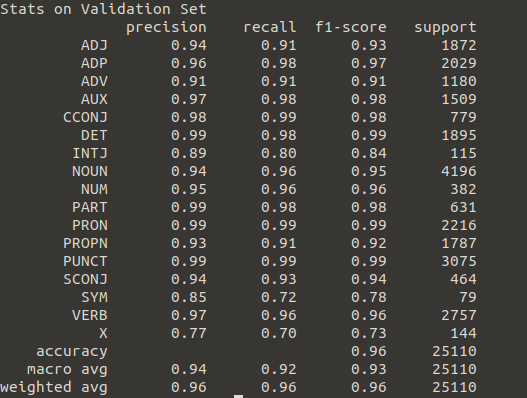 Stats on Validation Set
precision recall f1-score support
ADJ 0.94 0.91 0.93 1872
ADP 0.96 0.98 0.97 2029
ADV 0.91 0.91 0.91 1180
AUX 0.97 0.98 0.98 1509
CCONJ 0.98 0.99 0.98 779
DET 0.99 0.98 0.99 1895
INTJ 0.89 0.80 0.84 115
NOUN 0.94 0.96 0.95 4196
NUM 0.95 0.96 0.96 382
PART 0.99 0.98 0.98 631
PRON 0.99 0.99 0.99 2216
PROPN 0.93 0.91 0.92 1787
PUNCT 0.99 0.99 0.99 3075
SCONJ 0.94 0.93 0.94 464
SYM 0.85 0.72 0.78 79
VERB 0.97 0.96 0.96 2757
X 0.77 0.70 0.73 144
accuracy 0.96 25110
macro avg 0.94 0.92 0.93 25110
weighted avg 0.96 0.96 0.96 25110